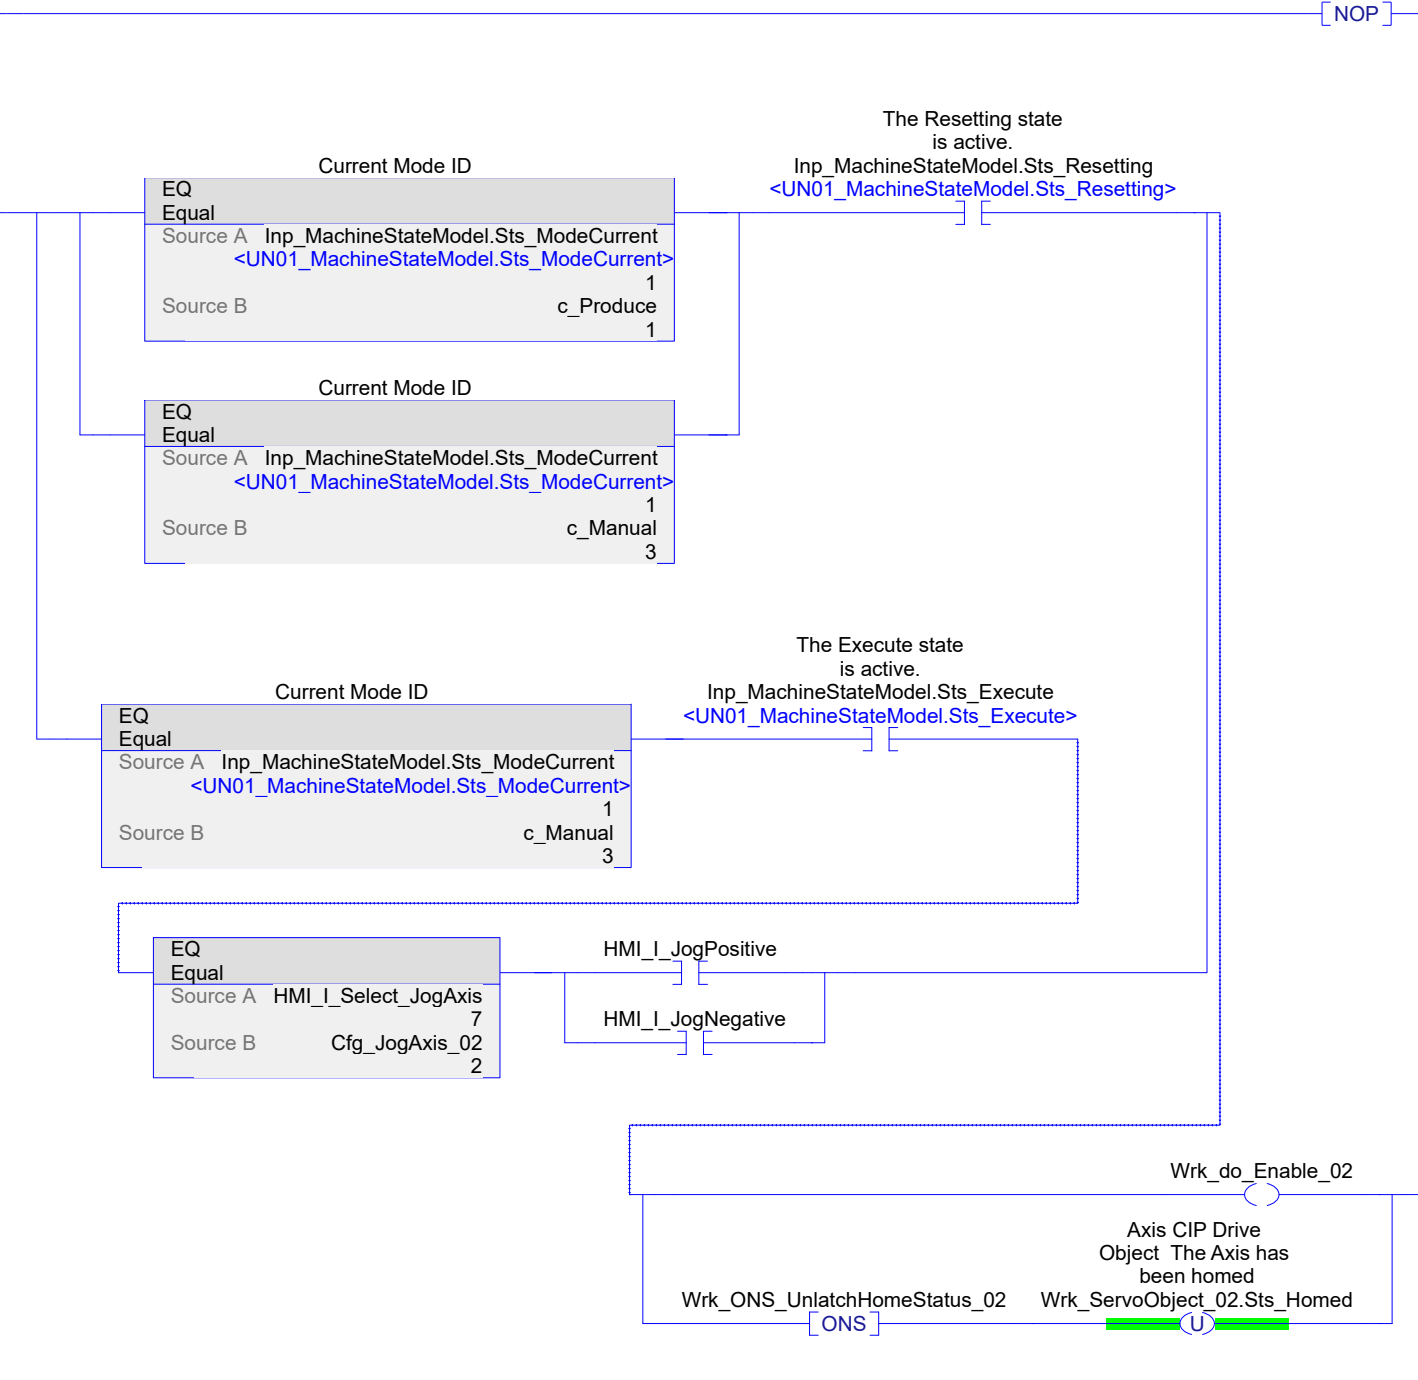 NOP
The Resetting state
is active.
Inp_MachineStateModel.Sts_Resetting
<UN01_MachineStateModel.Sts_Resetting>
Current Mode ID
EQ
Equal
Source A Inp_MachineStateModel.Sts_ModeCurrent
<UN01_MachineStateModel.Sts_ModeCurrent>
1
Source B c_Produce
1
Current Mode ID
EQ
Equal
Source A Inp_MachineStateModel.Sts_ModeCurrent
<UN01_MachineStateModel.Sts_ModeCurrent>
1
Source B c_Manual
3
The Execute state
is active.
Inp_MachineStateModel.Sts_Execute
<UN01_MachineStateModel.Sts_Execute>
Current Mode ID
EQ
Equal
Source A Inp_MachineStateModel.Sts_ModeCurrent
<UN01_MachineStateModel.Sts_ModeCurrent>
1
Source B c_Manual
3
EQ
Equal
Source A HMI_I_Select_JogAxis
7
Source B Cfg_JogAxis_02
2
HMI_I_JogPositive
HMI_I_JogNegative
Wrk_do_Enable_02
Axis CIP Drive
Object The Axis has
been homed
Wrk_ONS_UnlatchHomeStatus_02 Wrk_ServoObject_02.Sts_Homed
ONS U